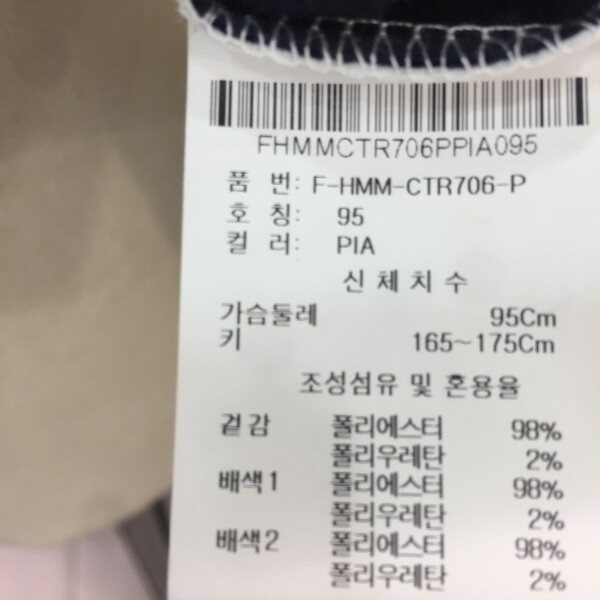 FHMMCTR706PPIA095
품 번: F-HMM-CTR706-P
호 칭: 95
컬 러: PIA
신체치수
가슴둘레 95Cm
키 165~175Cm
조성섬유 및 혼용율
겉감 폴리에스터 98%
폴리우레탄 2%
배색1 폴리에스터 98%
폴리우레탄 2%
배색2 폴리에스터 98%
폴리우레탄 2%